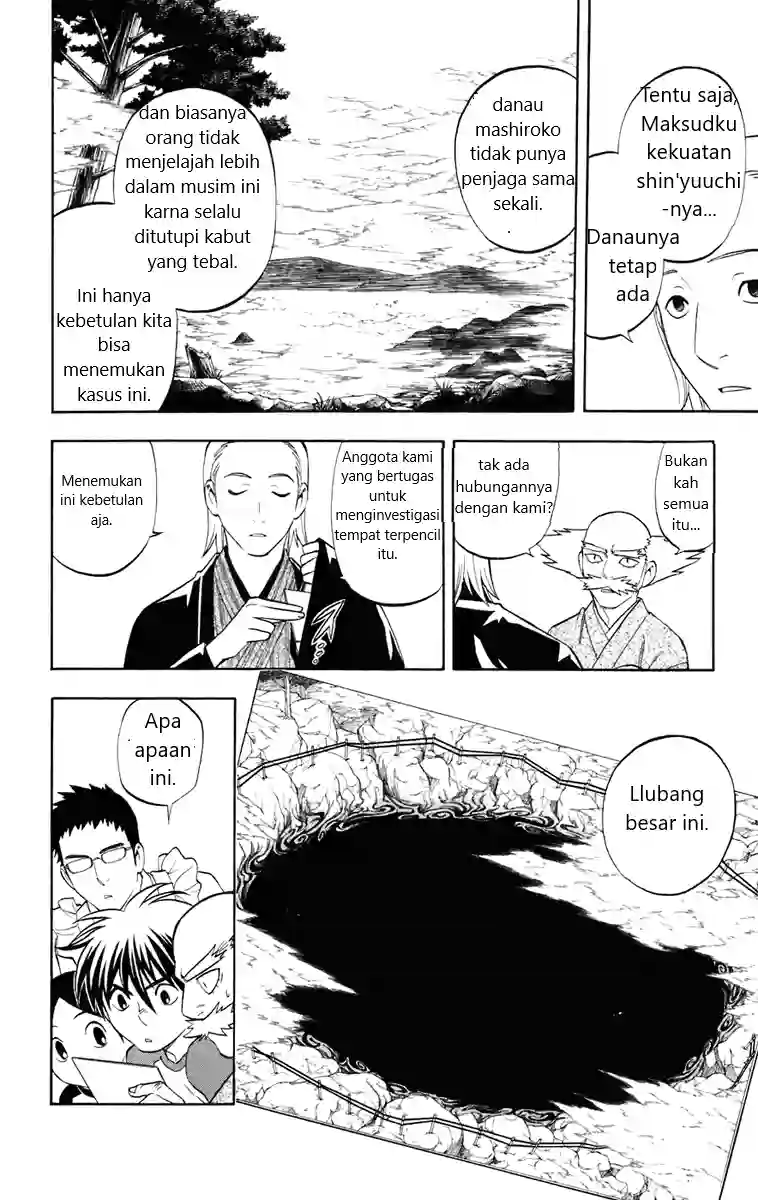 Tentu saja,
Maksudku
kekuatan
shin'yuuchi
-nya...
Danaunya
tetap
ada
danau
mashiroko
tidak punya
penjaga sama
sekali.
.
dan biasanya
orang tidak
menjelajah lebih
dalam musim ini
karna selalu
ditutupi kabut
yang tebal.
Ini hanya
kebetulan kita
bisa
menemukan
kasus ini.
Bukan
kah
semua
itu...
tak ada
hubungannya
dengan kami?
Anggota kami
yang bertugas
untuk
menginvestigasi
tempat terpencil
itu.
Menemukan
ini kebetulan
aja.
Llubang
besar ini.
Apa
apaan
ini.